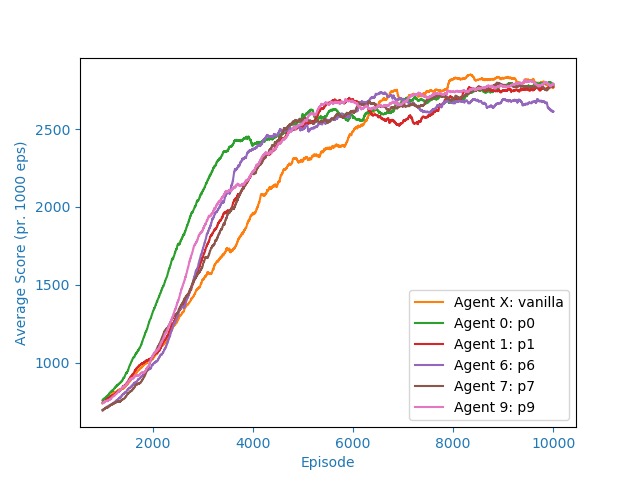 Average Score (pr. 1000 eps)
2500
2000
1500
1000
2000
4000
6000
8000
10000
Episode
Agent X: vanilla
Agent 0: p0
Agent 1: p1
Agent 6: p6
Agent 7: p7
Agent 9: p9